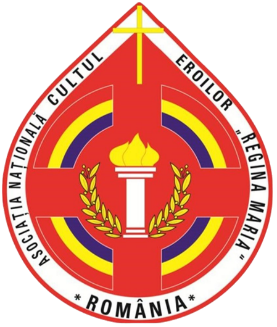 ASOCIAȚIA NAȚIONALĂ CULTUL EROILOR „REGINA MARIA”
* ROMÂNIA *